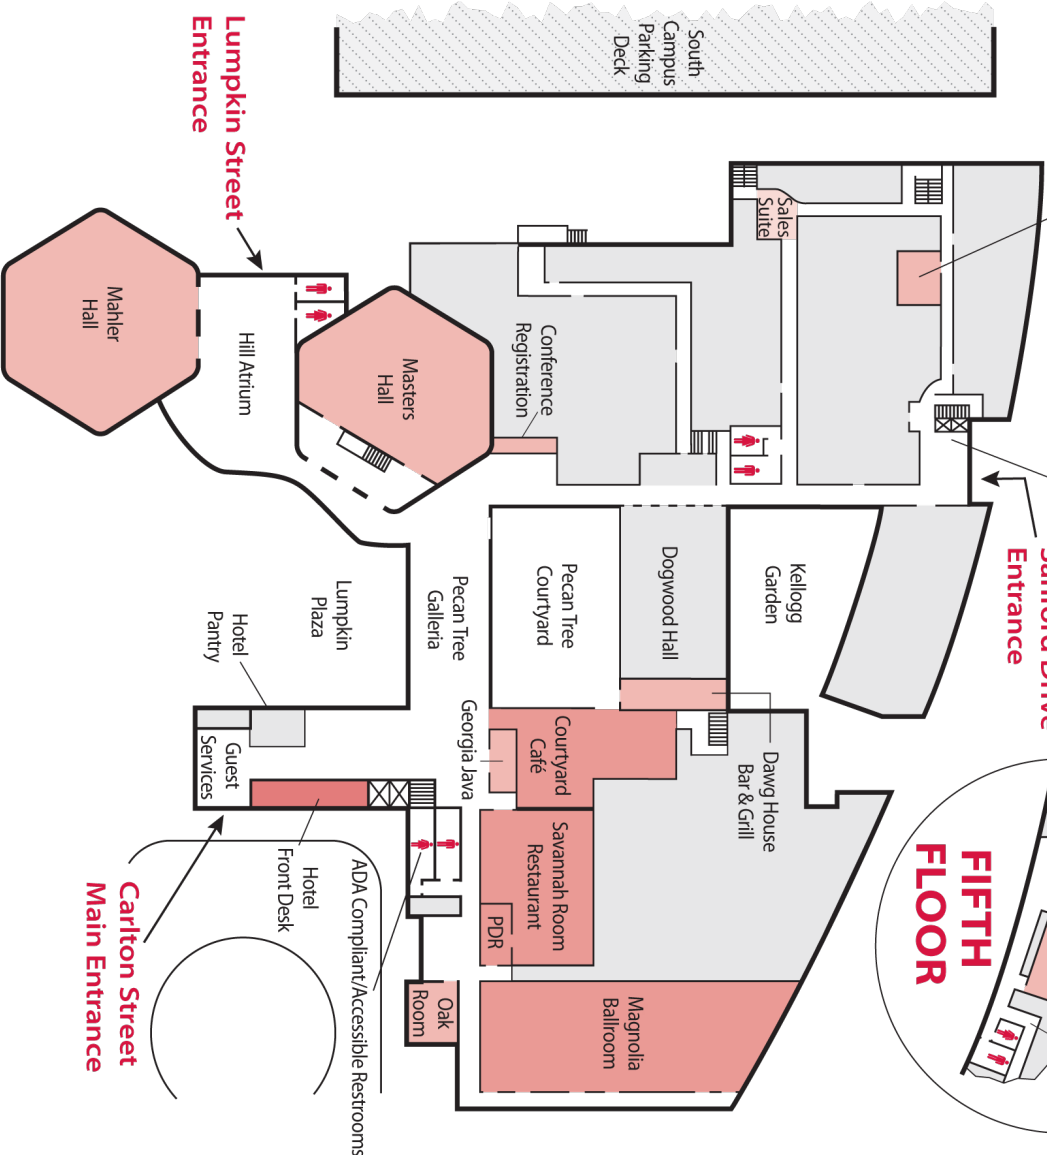 South
Campus
Parking
Deck
Lumpkin Street
Entrance
Sales
Suite
Mahler
Hall
Hill Atrium
Masters
Hall
Conference
Registration
Entrance
Kellogg
Garden
Dogwood Hall
Pecan Tree
Courtyard
Pecan Tree
Galleria
Lumpkin
Plaza
Hotel
Pantry
Georgia Java
Courtyard
Café
Dawg House
Bar & Grill
Guest
Services
Hotel
Front Desk
Savannah Room
Restaurant
PDR
ADA Compliant/Accessible Restrooms
Carlton Street
Main Entrance
Oak
Room
Magnolia
Ballroom
FIFTH
FLOOR